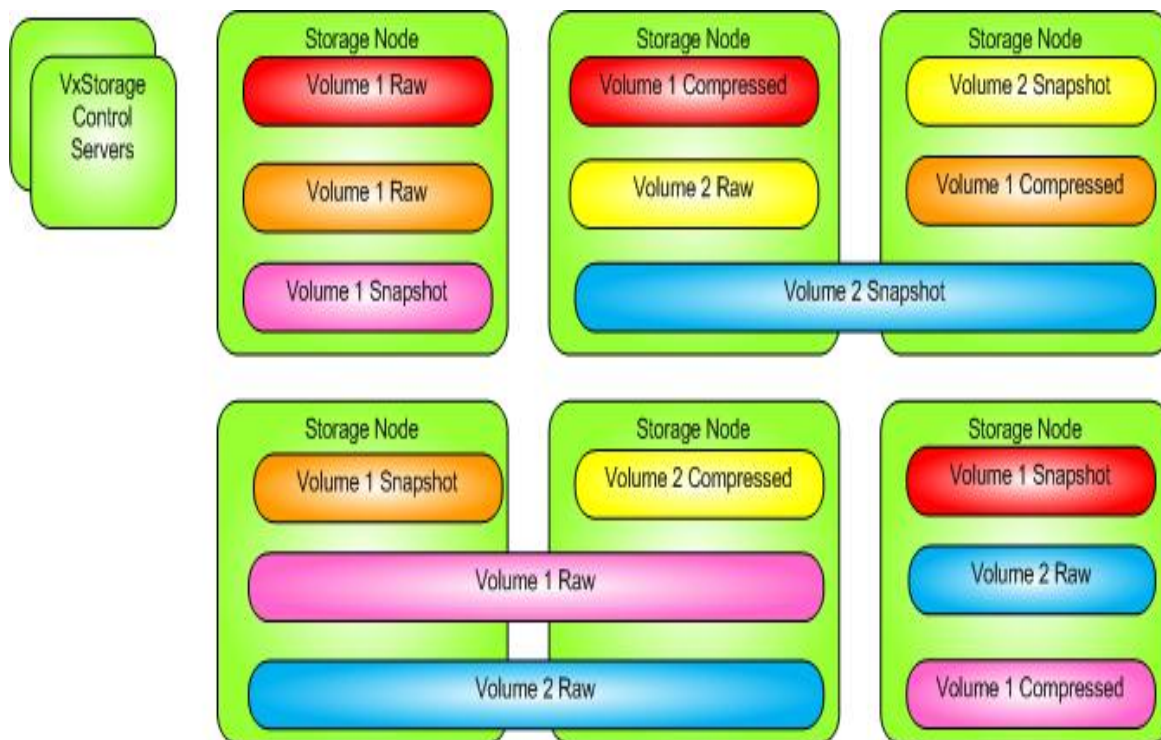 VxStorage
Control
Servers
Storage Node
Volume 1 Raw
Volume 1 Raw
Volume 1 Snapshot
Storage Node
Volume 1 Compressed
Volume 2 Raw
Storage Node
Volume 2 Snapshot
Volume 1 Compressed
Volume 2 Snapshot
Storage Node
Volume 1 Snapshot
Storage Node
Volume 2 Compressed
Volume 1 Raw
Volume 2 Raw
Storage Node
Volume 1 Snapshot
Volume 2 Raw
Volume 1 Compressed